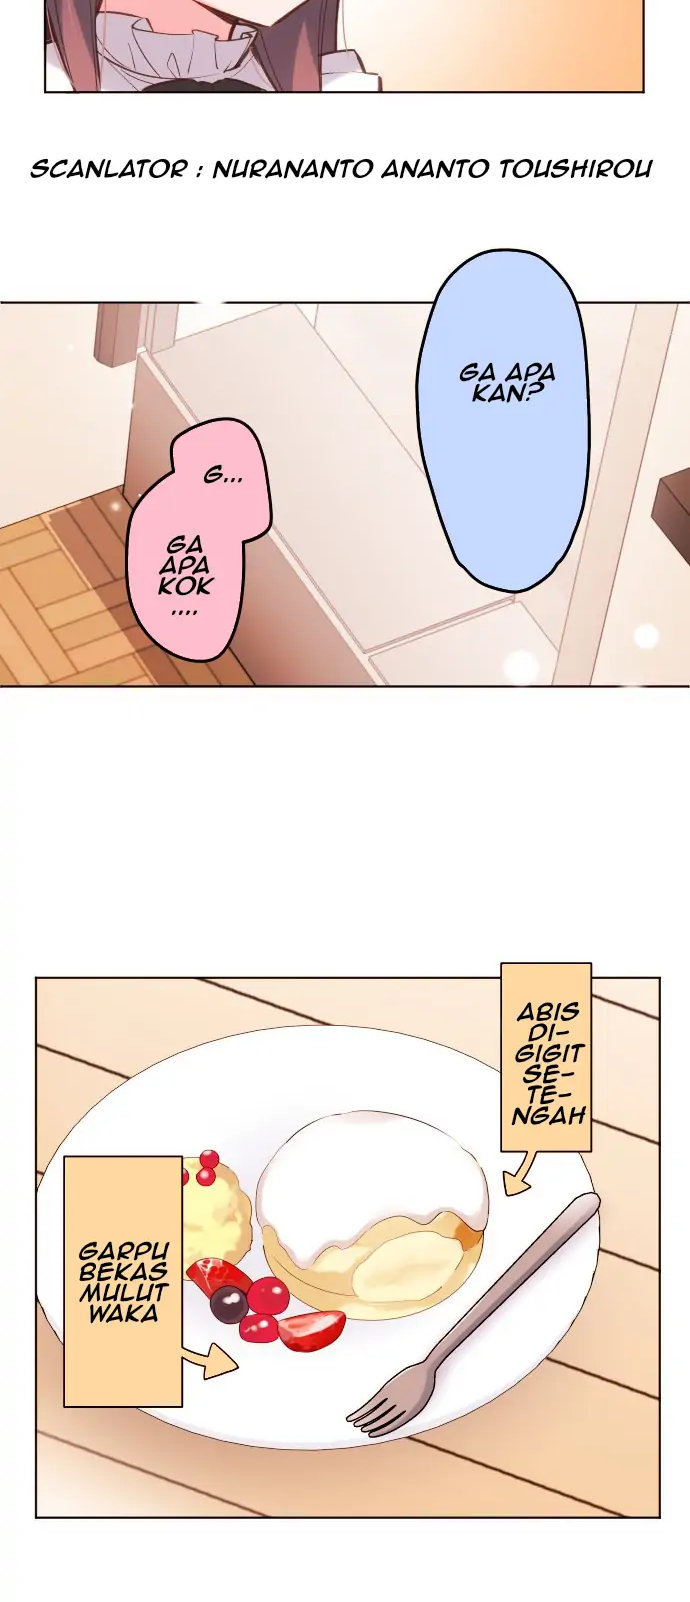 SCANLATOR : NURANANTO ANANTO TOUSHIROU
GA APA
KAN?
G...
GA
APA
KOK
....
ABIS
DI-
GIGIT
SE-
TE-
NGAH
GARPU
BEKAS
MULUT
WAKA